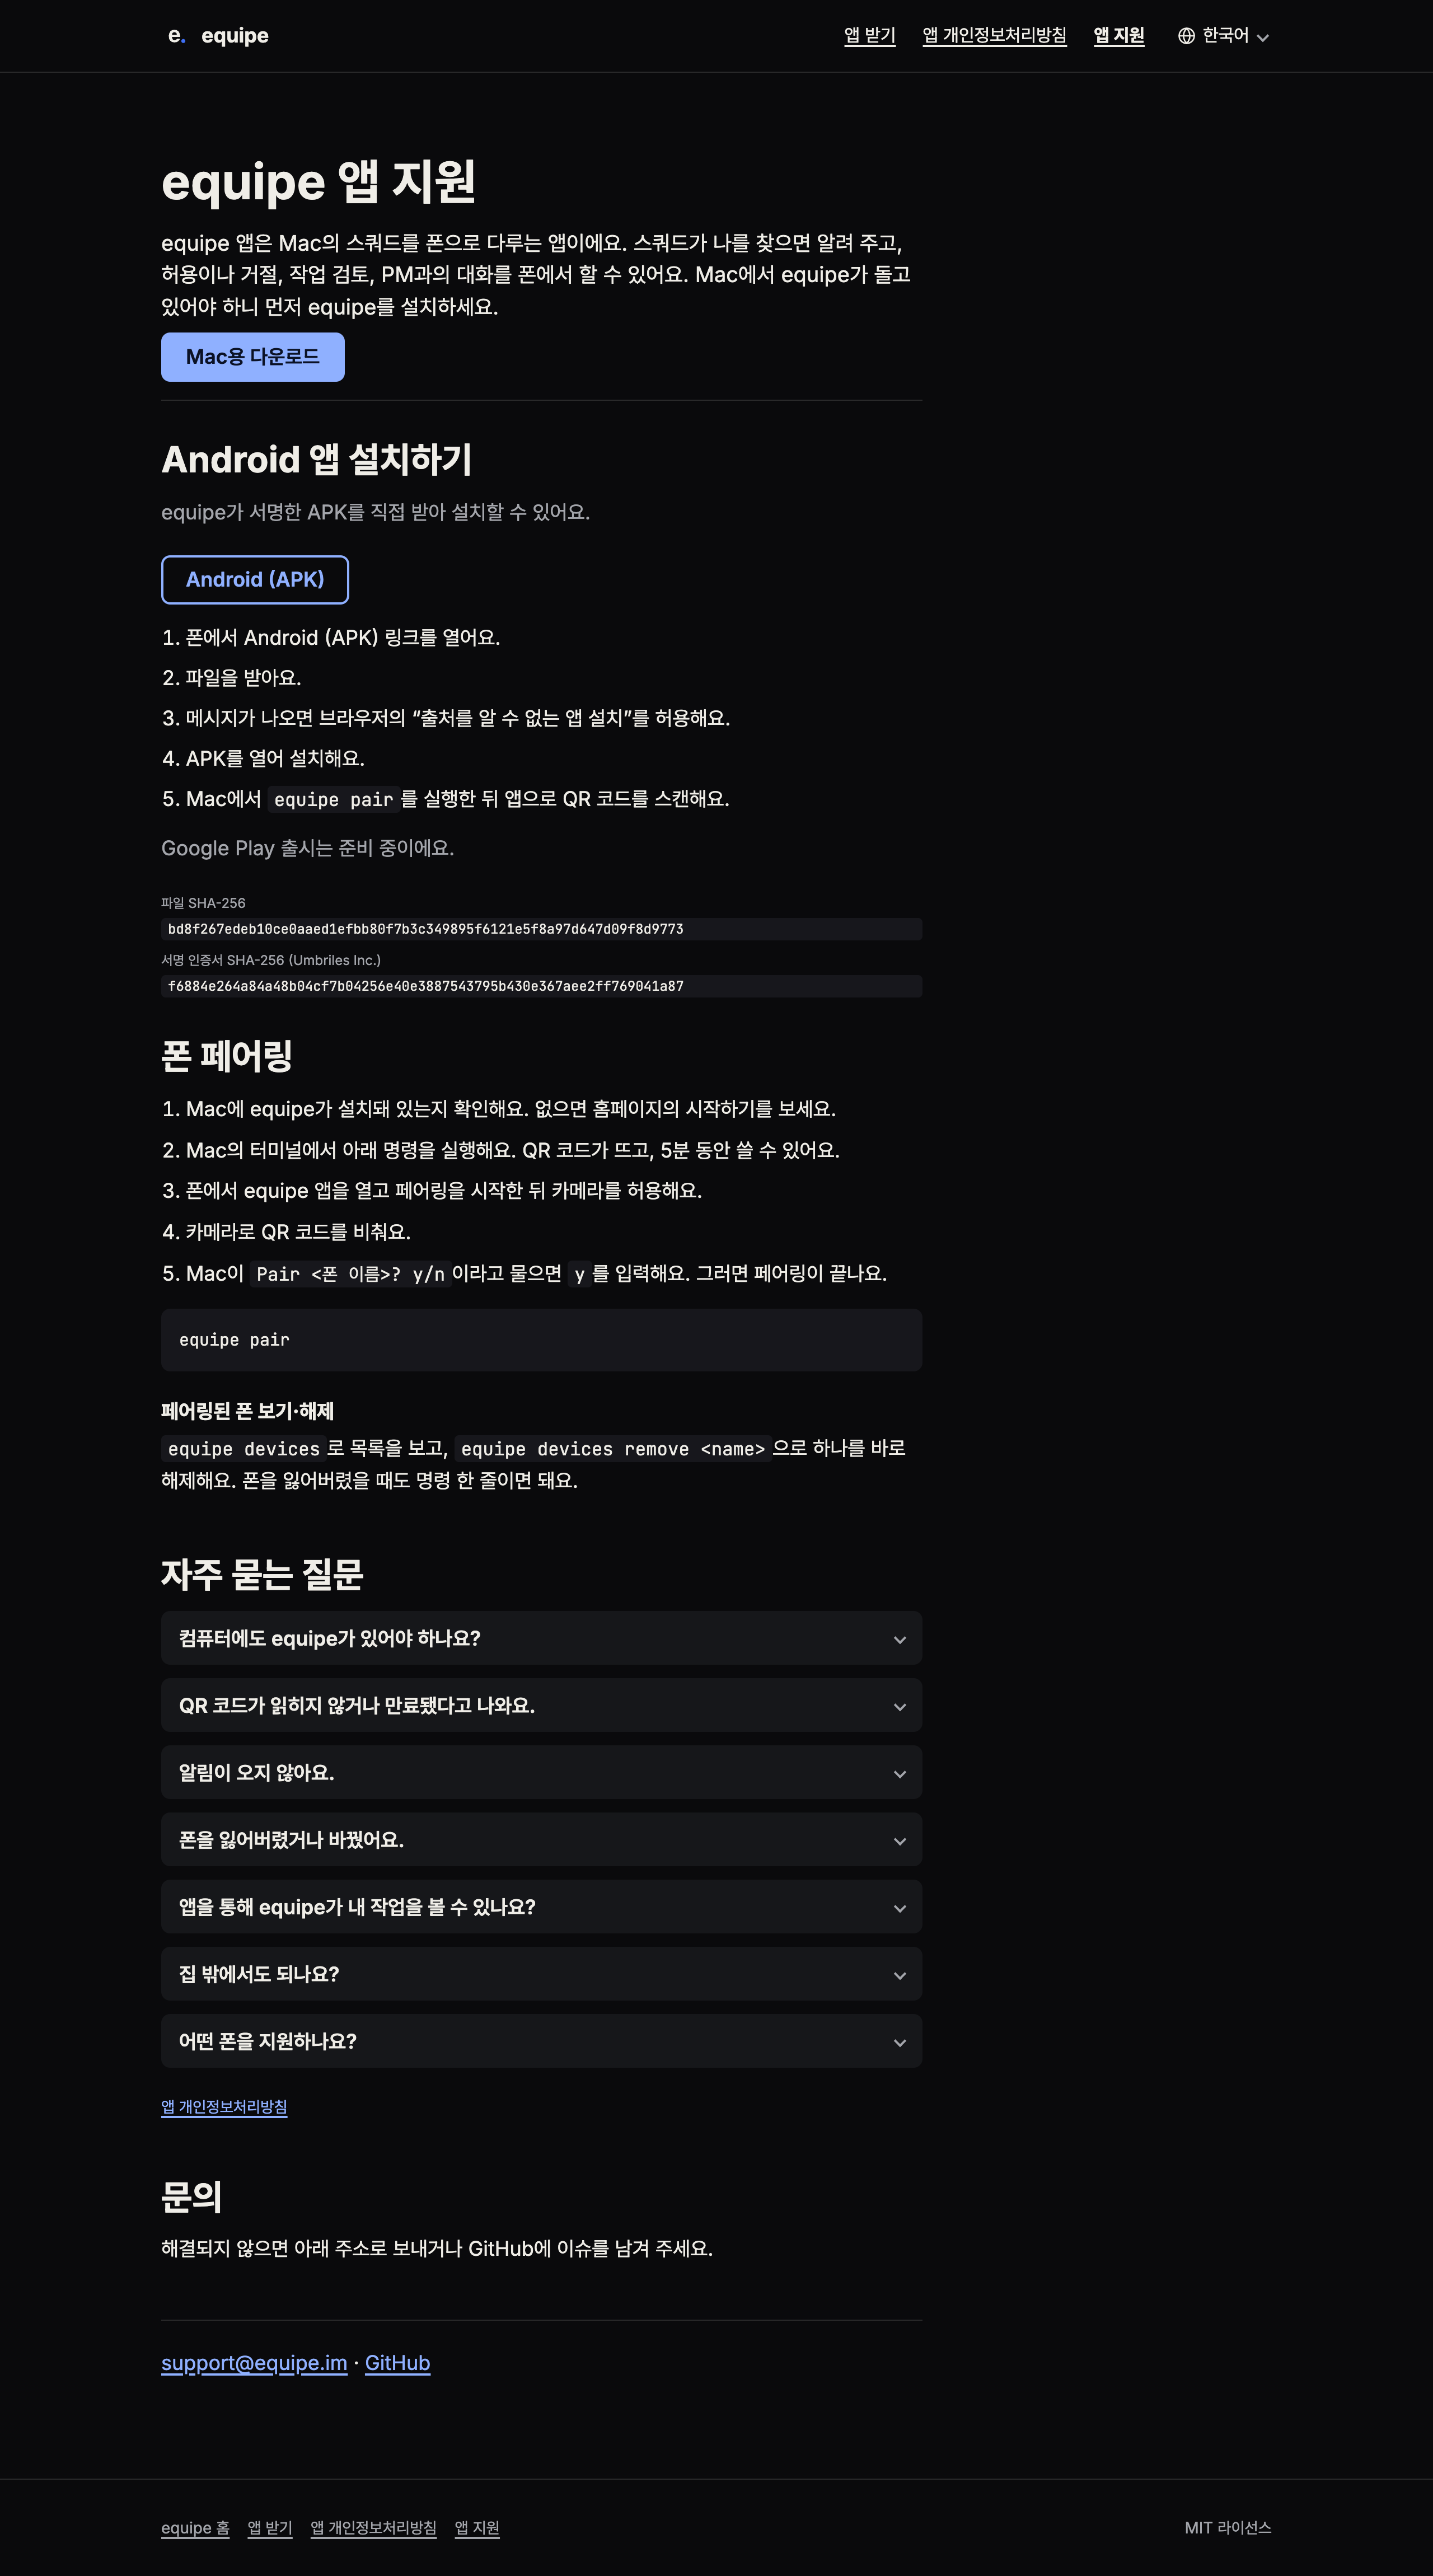 e. equipe
앱 받기 앱 개인정보처리방침 앱 지원 한국어
equipe 앱 지원
equipe 앱은 Mac의 스쿼드를 폰으로 다루는 앱이에요. 스쿼드가 나를 찾으면 알려 주고,
허용이나 거절, 작업 검토, PM과의 대화를 폰에서 할 수 있어요. Mac에서 equipe가 돌고
있어야 하니 먼저 equipe를 설치하세요.
Mac용 다운로드
Android 앱 설치하기
equipe가 서명한 APK를 직접 받아 설치할 수 있어요.
Android (APK)
1. 폰에서 Android (APK) 링크를 열어요.
2. 파일을 받아요.
3. 메시지가 나오면 브라우저의 “출처를 알 수 없는 앱 설치”를 허용해요.
4. APK를 열어 설치해요.
5. Mac에서 equipe pair를 실행한 뒤 앱으로 QR 코드를 스캔해요.
Google Play 출시는 준비 중이에요.
파일 SHA-256
bd8f267edeb10ce0aaed1efbb80f7b3c349895f6121e5f8a97d647d09f8d9773
서명 인증서 SHA-256 (Umbriles Inc.)
f6884e264a84a48b04cf7b04256e40e3887543795b430e367aee2ff769041a87
폰 페어링
1. Mac에 equipe가 설치돼 있는지 확인해요. 없으면 홈페이지의 시작하기를 보세요.
2. Mac의 터미널에서 아래 명령을 실행해요. QR 코드가 뜨고, 5분 동안 쓸 수 있어요.
3. 폰에서 equipe 앱을 열고 페어링을 시작한 뒤 카메라를 허용해요.
4. 카메라로 QR 코드를 비춰요.
5. Mac이 Pair <폰 이름>? y/n이라고 물으면 y를 입력해요. 그러면 페어링이 끝나요.
equipe pair
페어링된 폰 보기·해제
equipe devices로 목록을 보고, equipe devices remove <name>으로 하나를 바로
해제해요. 폰을 잃어버렸을 때도 명령 한 줄이면 돼요.
자주 묻는 질문
컴퓨터에도 equipe가 있어야 하나요?
QR 코드가 읽히지 않거나 만료됐다고 나와요.
알림이 오지 않아요.
폰을 잃어버렸거나 바꿨어요.
앱을 통해 equipe가 내 작업을 볼 수 있나요?
집 밖에서도 되나요?
어떤 폰을 지원하나요?
앱 개인정보처리방침
문의
해결되지 않으면 아래 주소로 보내거나 GitHub에 이슈를 남겨 주세요.
support@equipe.im · GitHub
equipe 홈 앱 받기 앱 개인정보처리방침 앱 지원 MIT 라이선스